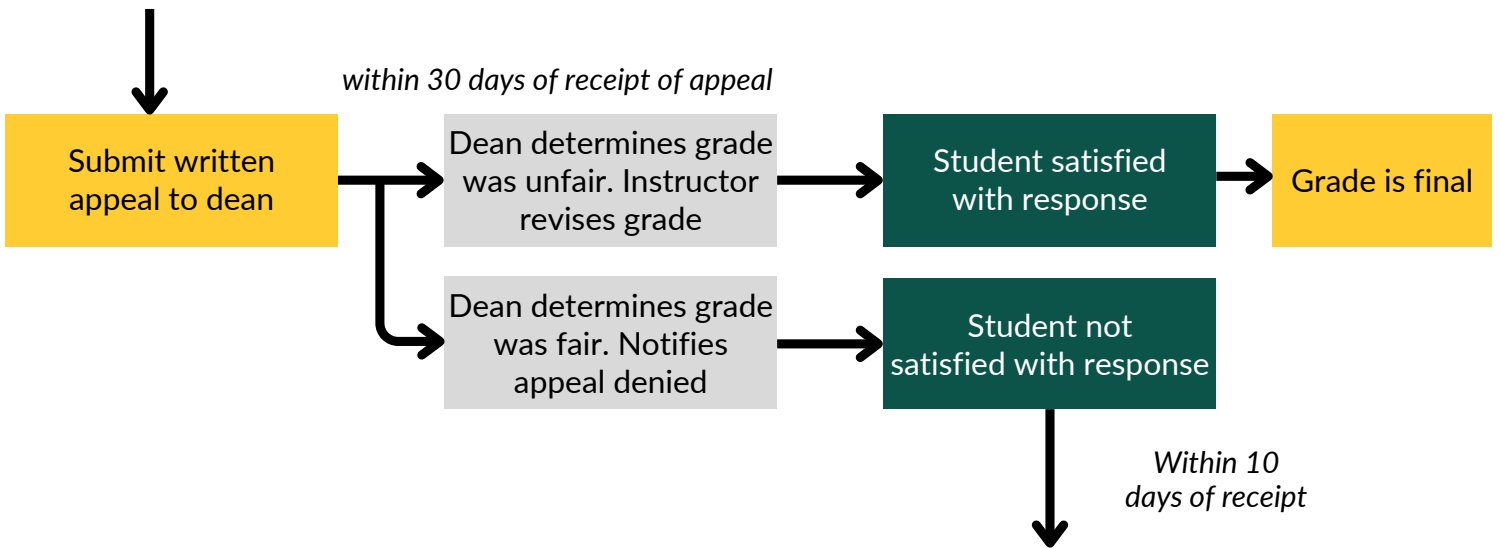 within 30 days of receipt of appeal
Submit written
appeal to dean
Dean determines grade
was unfair. Instructor
revises grade
Student satisfied
with response
Grade is final
Dean determines grade
was fair. Notifies
appeal denied
Student not
satisfied with response
Within 10
days of receipt